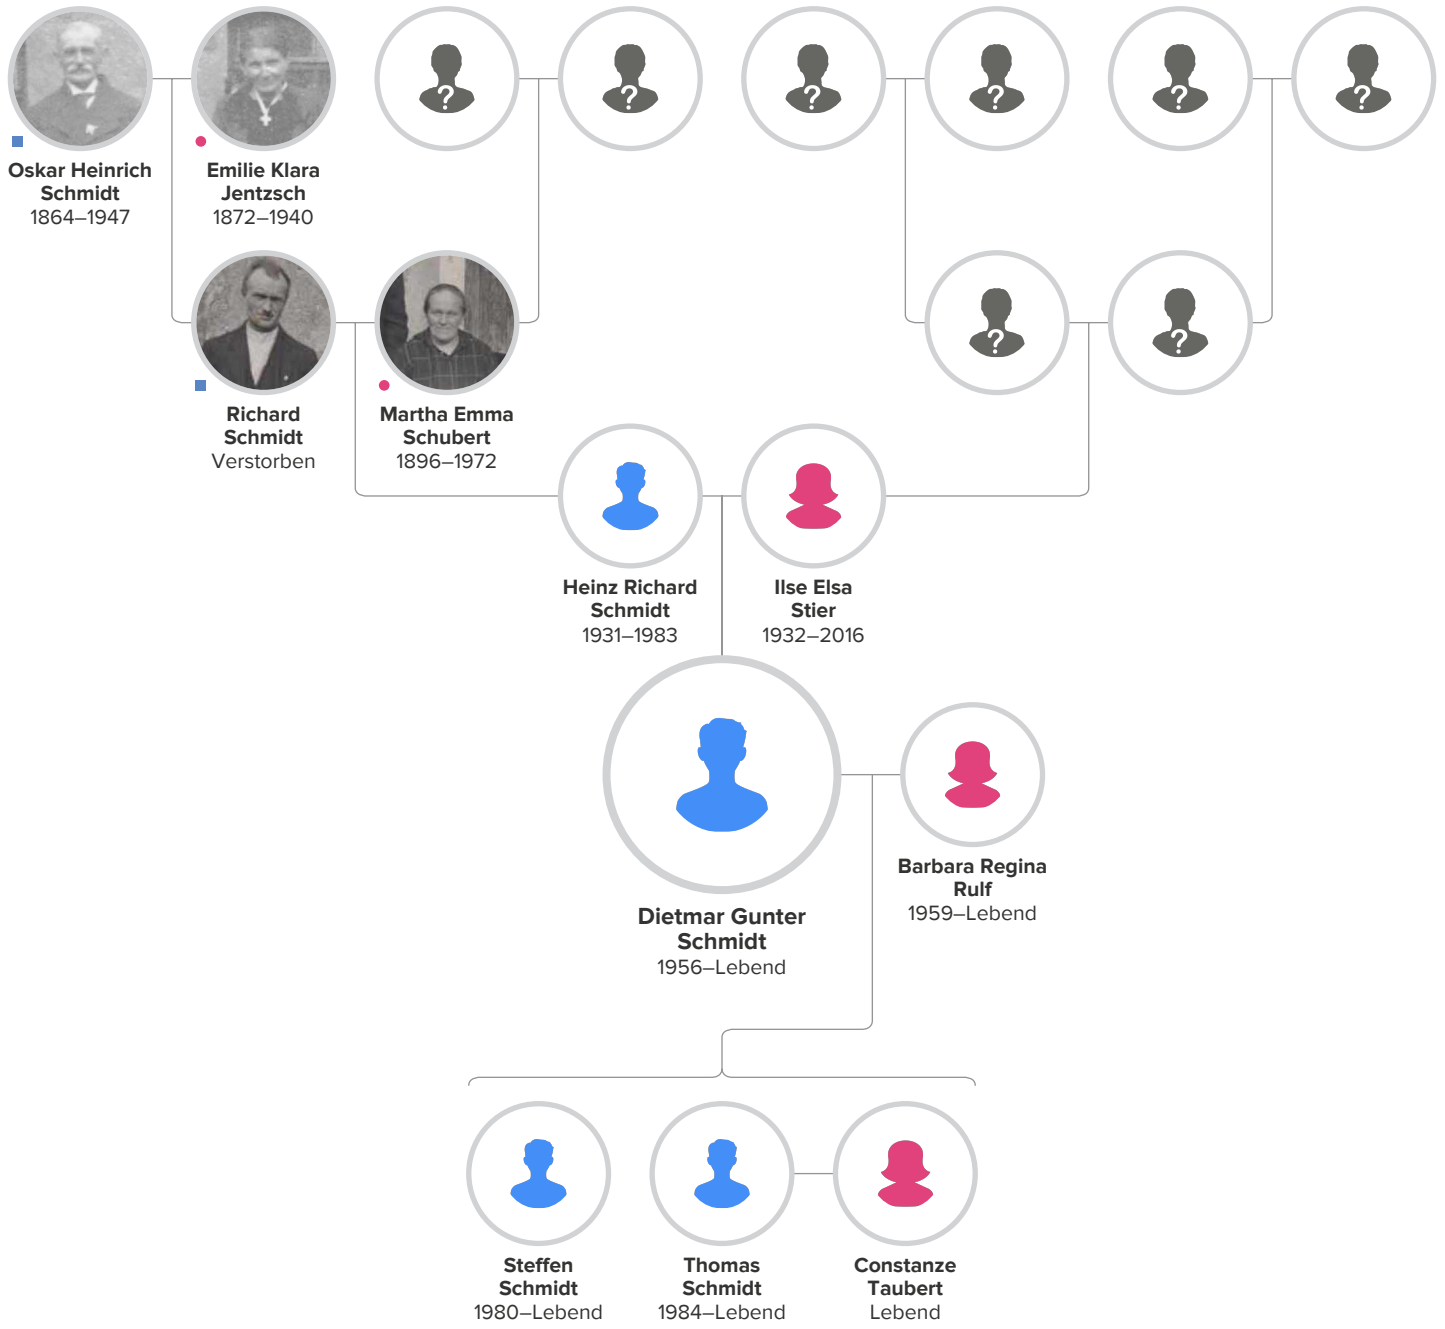 ?
?
?
?
?
?
Oskar Heinrich
Schmidt
1864–1947
Emilie Klara
Jentzsch
1872–1940
?
?
Richard
Schmidt
Verstorben
Martha Emma
Schubert
1896–1972
Heinz Richard
Schmidt
1931–1983
Ilse Elsa
Stier
1932–2016
Barbara Regina
Rulf
1959–Lebend
Dietmar Gunter
Schmidt
1956–Lebend
Steffen
Schmidt
1980–Lebend
Thomas
Schmidt
1984–Lebend
Constanze
Taubert
Lebend